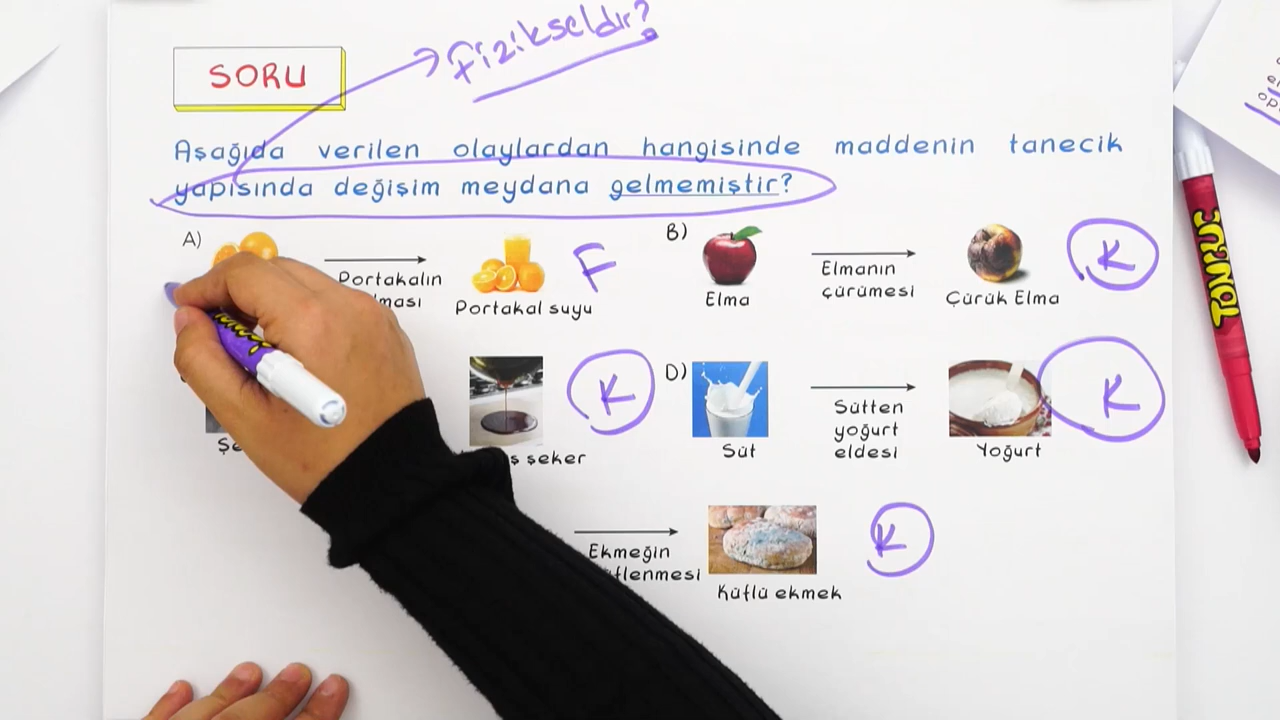 Fizikseldir?
SORU
Aşağıda verilen olaylardan hangisinde maddenin tanecik
yapısında değişim meydana gelmemiştir?
A)
Portakalın
Portakal suyu
F
B)
Elma
Elmanın
çürümesi
Çürük Elma
K
şeker
K
D)
Süt
Sütten
yoğurt
eldesi
Yoğurt
K
Ekmeğin
Küflü ekmek
K
TONGUÇ